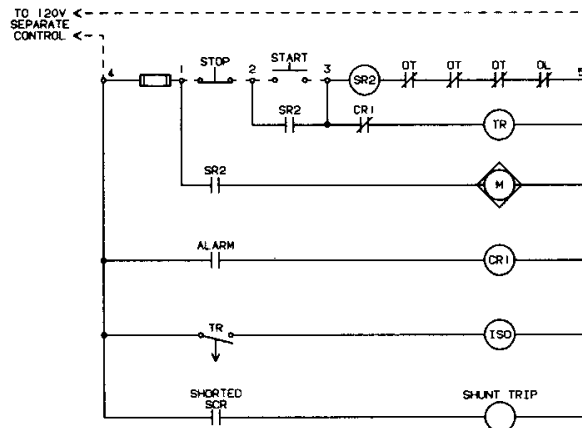 TO 120V
SEPARATE
CONTROL
STOP START
4 1 2 3 SR2 OT OT OT OL 5
SR2 CR1 TR
SR2 M
ALARM CR1
TR ISO
SHORTED
SCR SHUNT TRIP